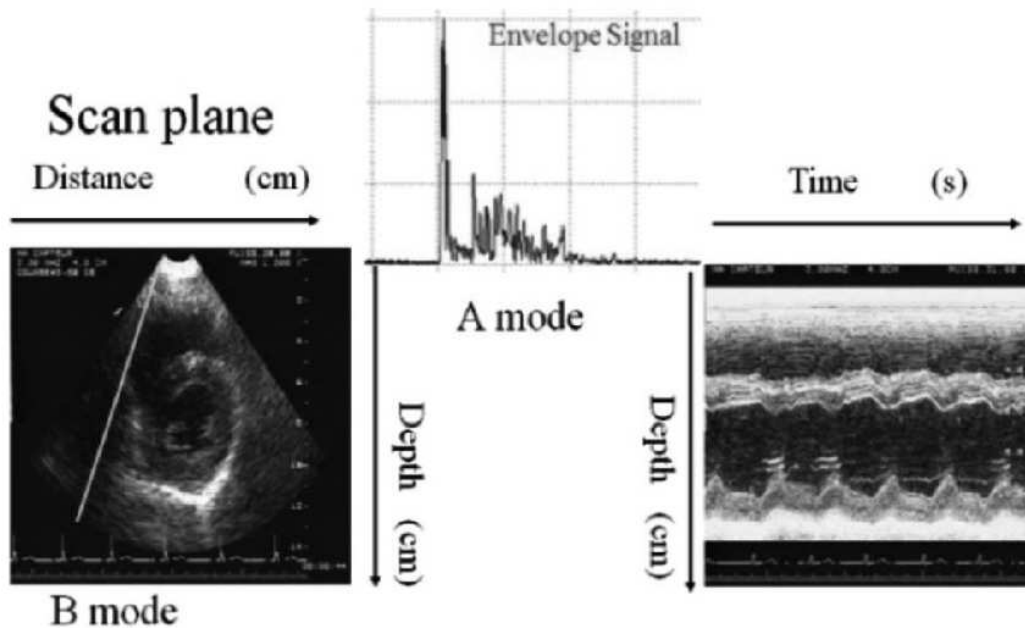 Envelope Signal
Scan plane
Distance (cm)
Time (s)
A mode
Depth (cm)
Depth (cm)
B mode